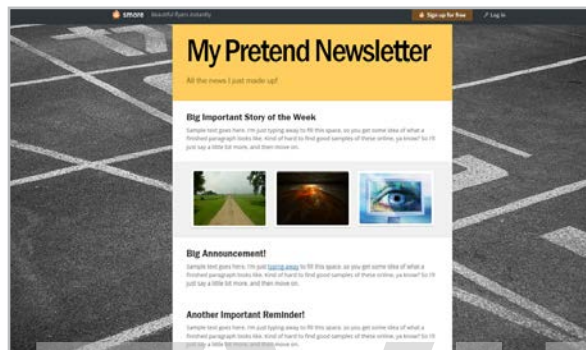 smore Beautiful flyers instantly Sign up for free Log in
My Pretend Newsletter
All the news I just made up!
Big Important Story of the Week
Sample text goes here. I'm just typing away to fill this space, so you get some idea of what a
finished paragraph looks like. Kind of hard to find good samples of these online, ya know? So I'll
just say a little bit more, and then move on.
Big Announcement!
Sample text goes here. I'm just typing away to fill this space, so you get some idea of what a
finished paragraph looks like. Kind of hard to find good samples of these online, ya know? So I'll
just say a little bit more, and then move on.
Another Important Reminder!
Sample text goes here. I'm just typing away to fill this space, so you get some idea of what a
finished paragraph looks like. Kind of hard to find good samples of these online, ya know? So I'll
just say a little bit more, and then move on.